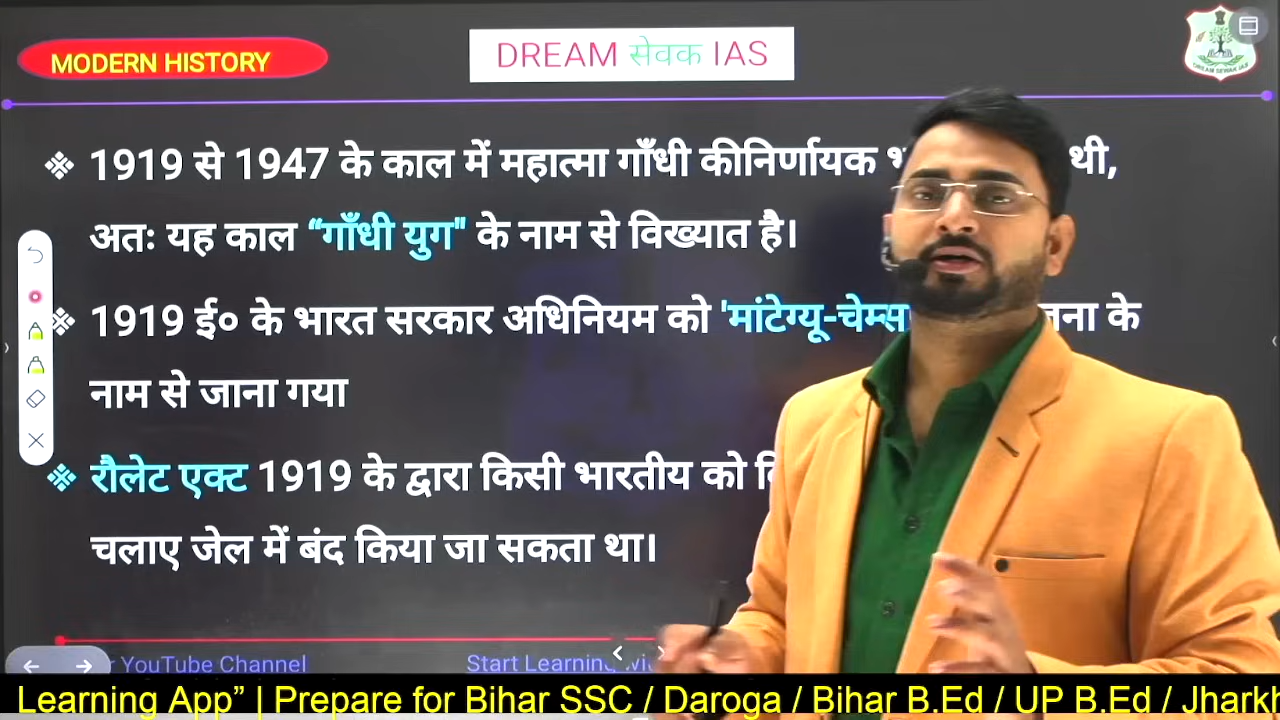 MODERN HISTORY
DREAM सेवक IAS
1919 से 1947 के काल में महात्मा गाँधी कीनिर्णायक थी,
अतः यह काल “गाँधी युग" के नाम से विख्यात है।
1919 ई० के भारत सरकार अधिनियम को 'मांटेग्यू-चेम्स के
नाम से जाना गया
रौलेट एक्ट 1919 के द्वारा किसी भारतीय को
चलाए जेल में बंद किया जा सकता था।
YouTube Channel
Start Learning
Learning App” | Prepare for Bihar SSC / Daroga / Bihar B.Ed / UP B.Ed / Jharkh